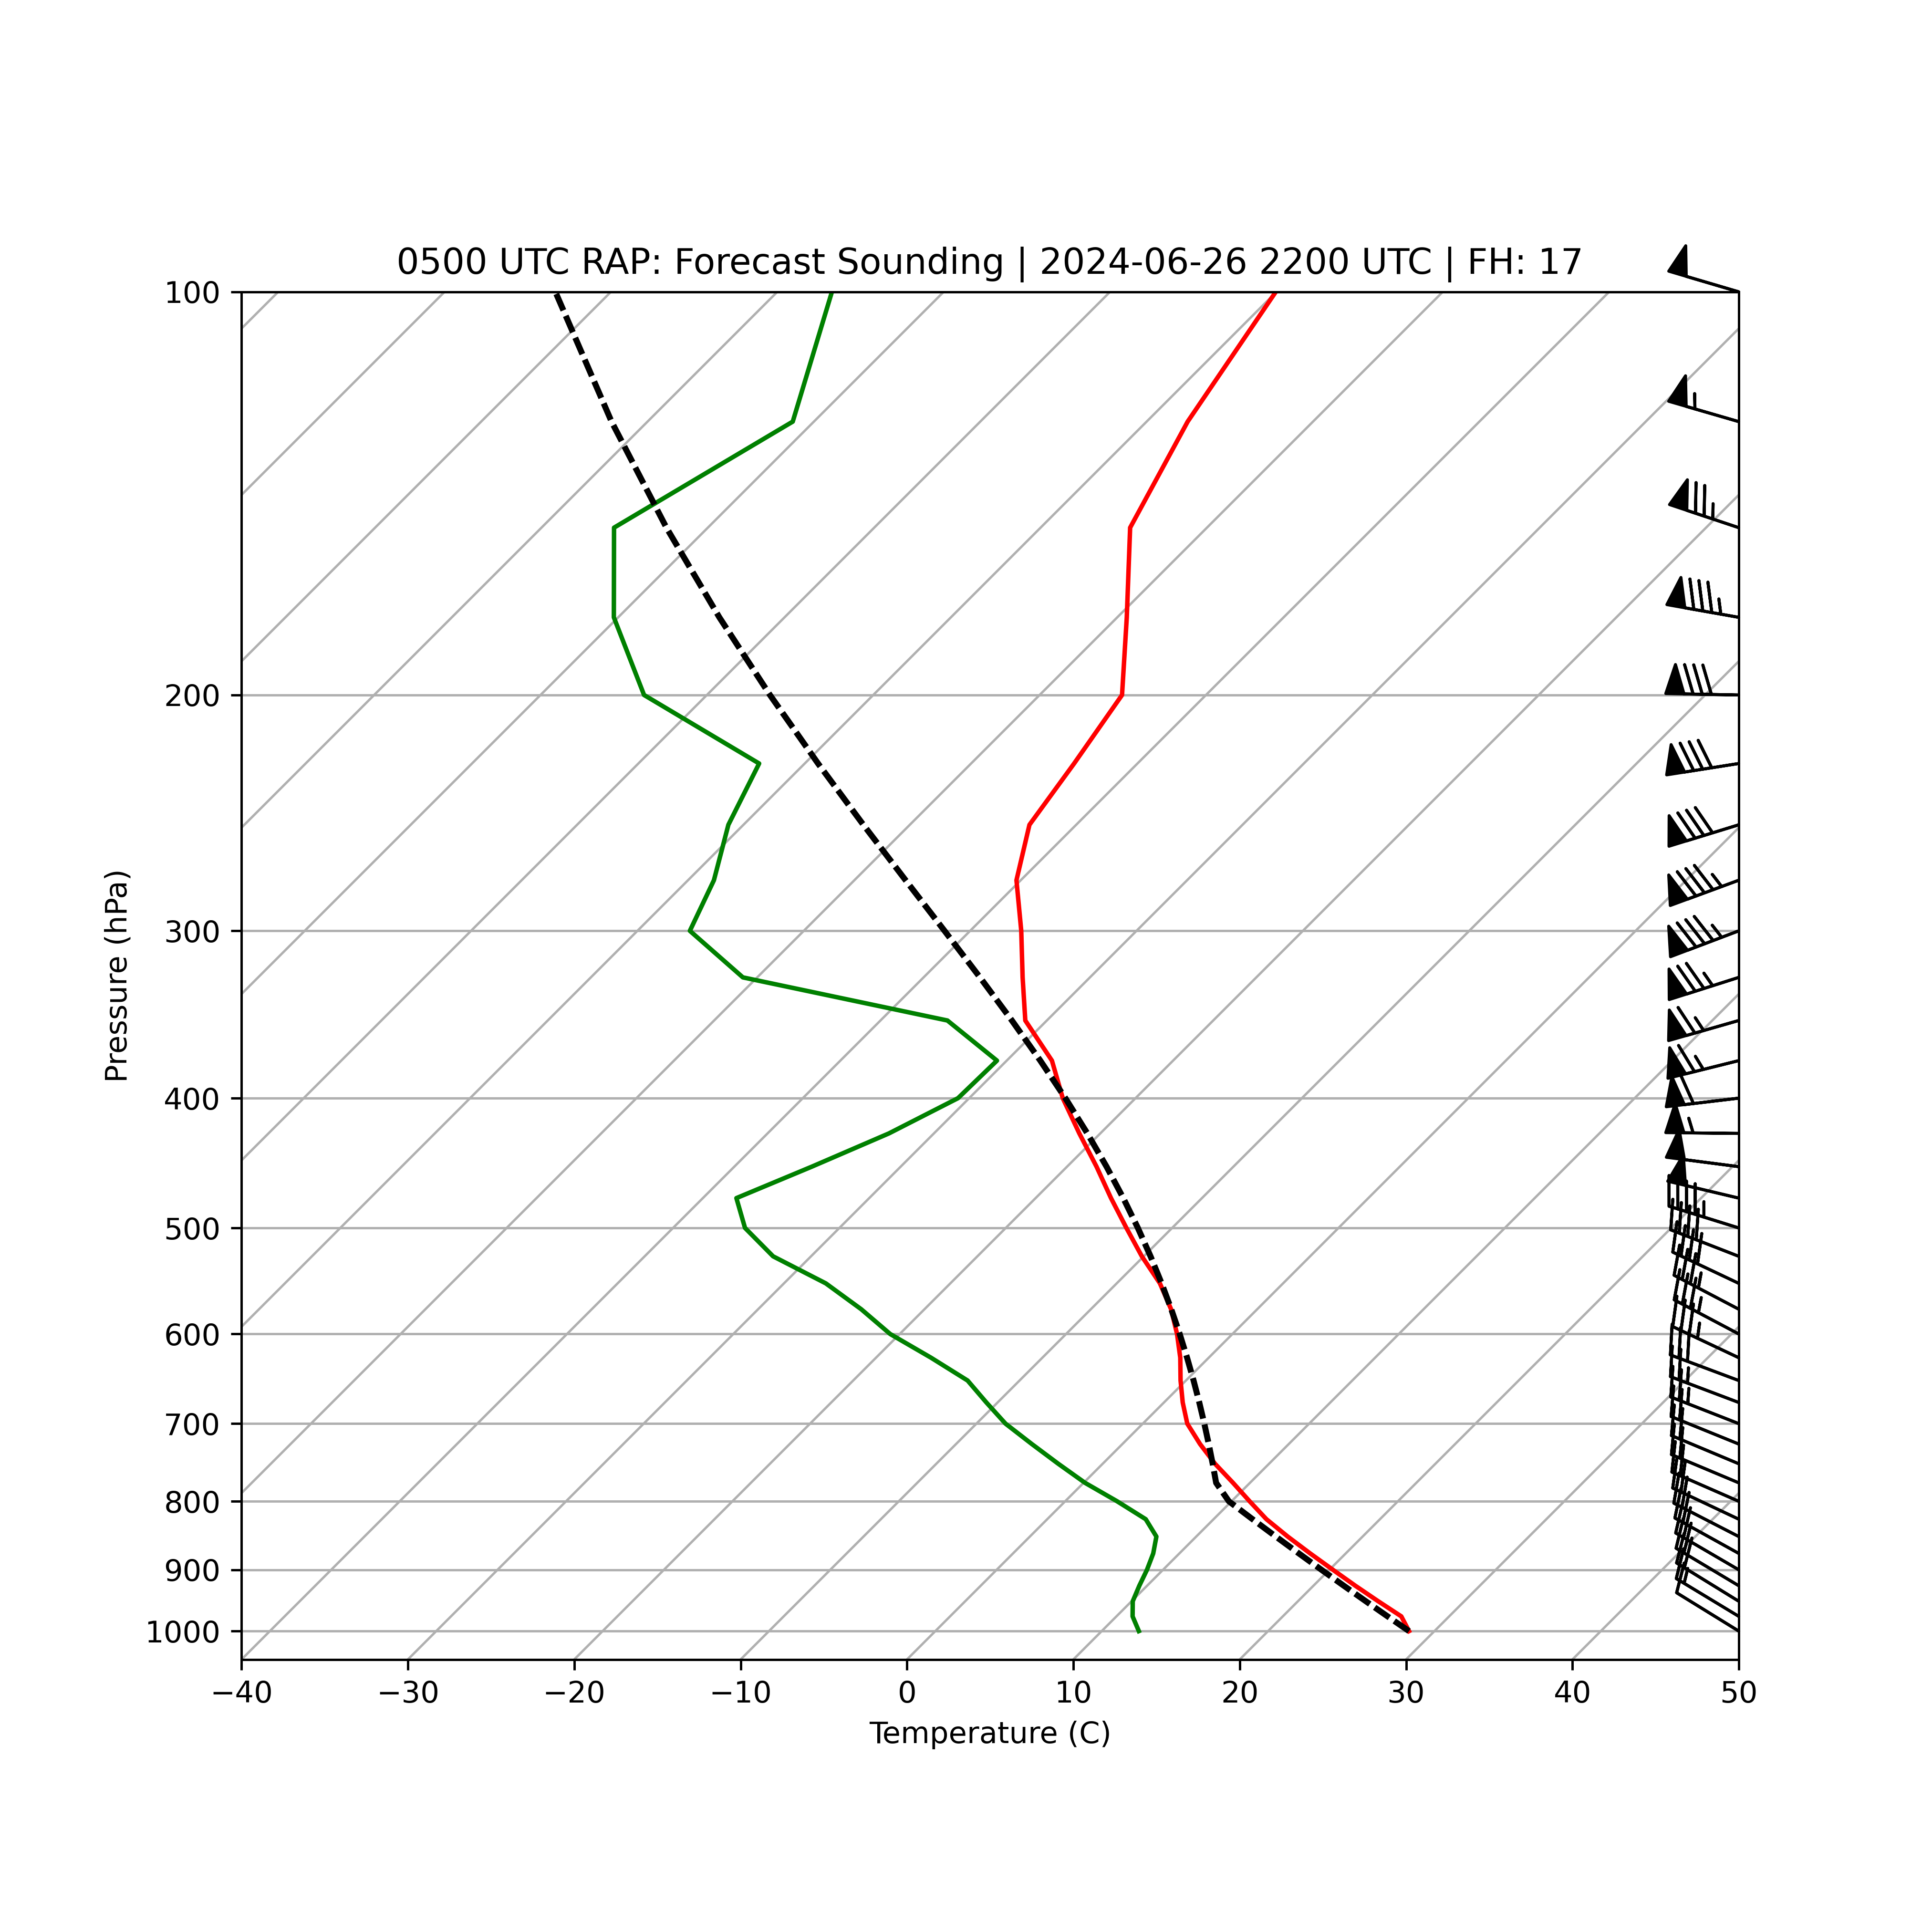 0500 UTC RAP: Forecast Sounding | 2024-06-26 2200 UTC | FH: 17
100
200
300
400
500
600
700
800
900
1000
Pressure (hPa)
−40 −30 −20 −10 0 10 20 30 40 50
Temperature (C)